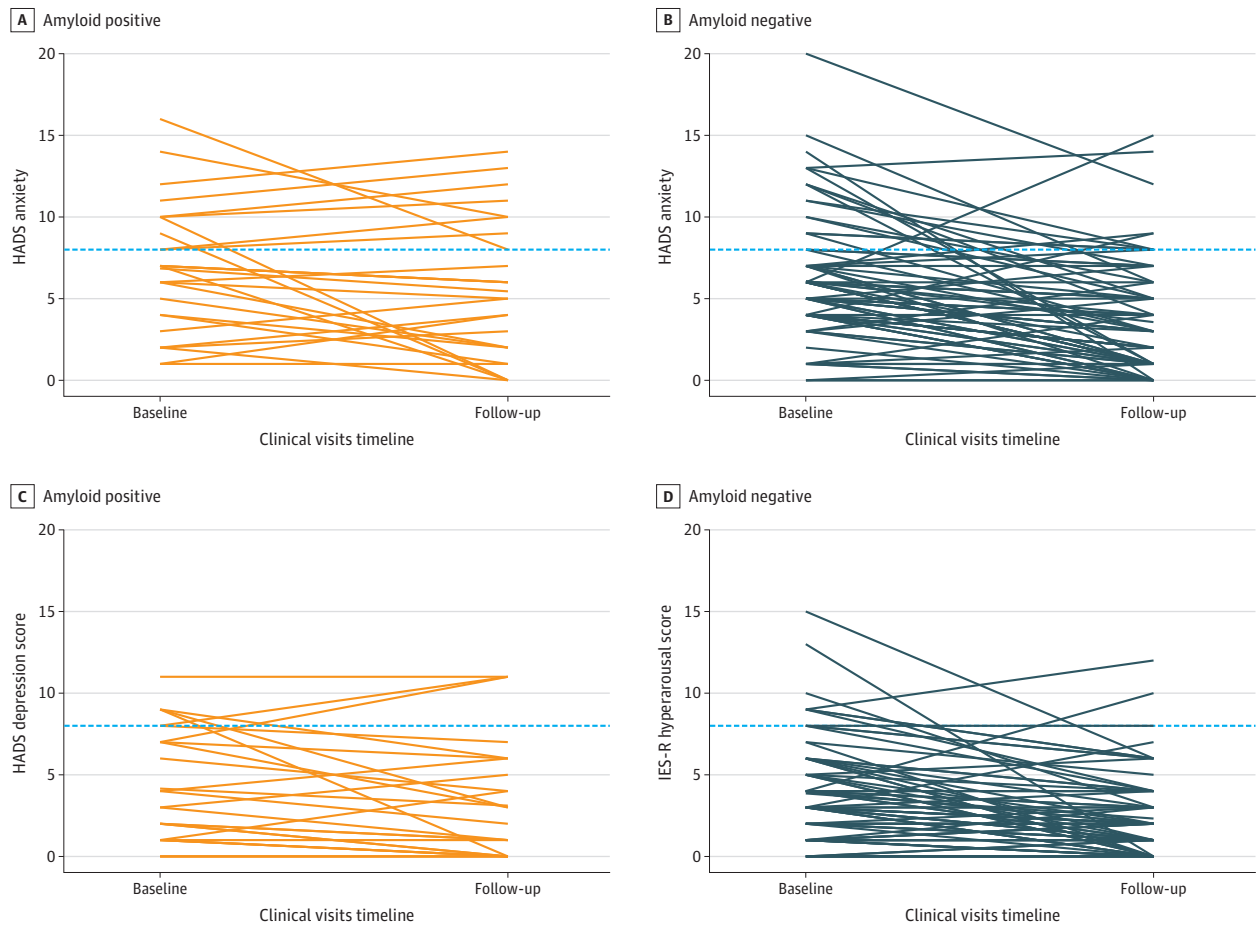 A Amyloid positive
20
15
10
5
0
HADS anxiety
Baseline
Follow-up
Clinical visits timeline
B Amyloid negative
20
15
10
5
0
HADS anxiety
Baseline
Follow-up
Clinical visits timeline
C Amyloid positive
20
15
10
5
0
HADS depression score
Baseline
Follow-up
Clinical visits timeline
D Amyloid negative
20
15
10
5
0
IES-R hyperarousal score
Baseline
Follow-up
Clinical visits timeline